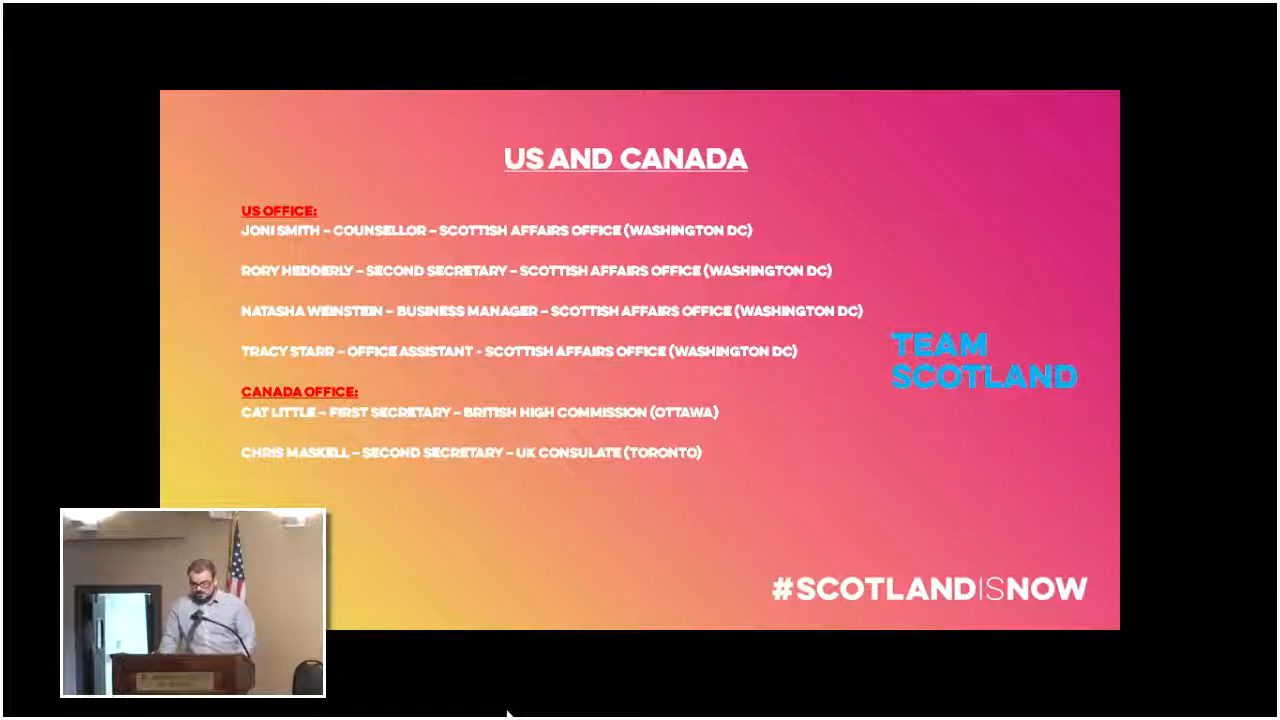 US AND CANADA
US OFFICE:
JONI SMITH – COUNSELLOR – SCOTTISH AFFAIRS OFFICE (WASHINGTON DC)
RORY HEDDERLY – SECOND SECRETARY – SCOTTISH AFFAIRS OFFICE (WASHINGTON DC)
NATASHA WEINSTEIN – BUSINESS MANAGER – SCOTTISH AFFAIRS OFFICE (WASHINGTON DC)
TRACY STARR – OFFICE ASSISTANT - SCOTTISH AFFAIRS OFFICE (WASHINGTON DC)
CANADA OFFICE:
CAT LITTLE – FIRST SECRETARY – BRITISH HIGH COMMISSION (OTTAWA)
CHRIS MASKELL – SECOND SECRETARY – UK CONSULATE (TORONTO)
TEAM
SCOTLAND
#SCOTLANDISNOW